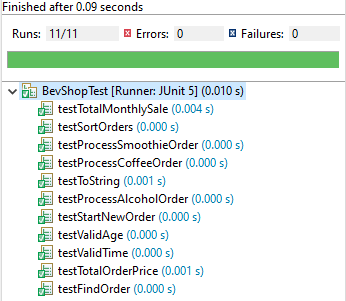 Finished after 0.09 seconds
Runs: 11/11 Errors: 0 Failures: 0
BevShopTest [Runner: JUnit 5] (0.010 s)
testTotalMonthlySale (0.004 s)
testSortOrders (0.000 s)
testProcessSmoothieOrder (0.000 s)
testProcessCoffeeOrder (0.000 s)
testToString (0.001 s)
testProcessAlcoholOrder (0.000 s)
testStartNewOrder (0.000 s)
testValidAge (0.000 s)
testValidTime (0.000 s)
testTotalOrderPrice (0.001 s)
testFindOrder (0.000 s)